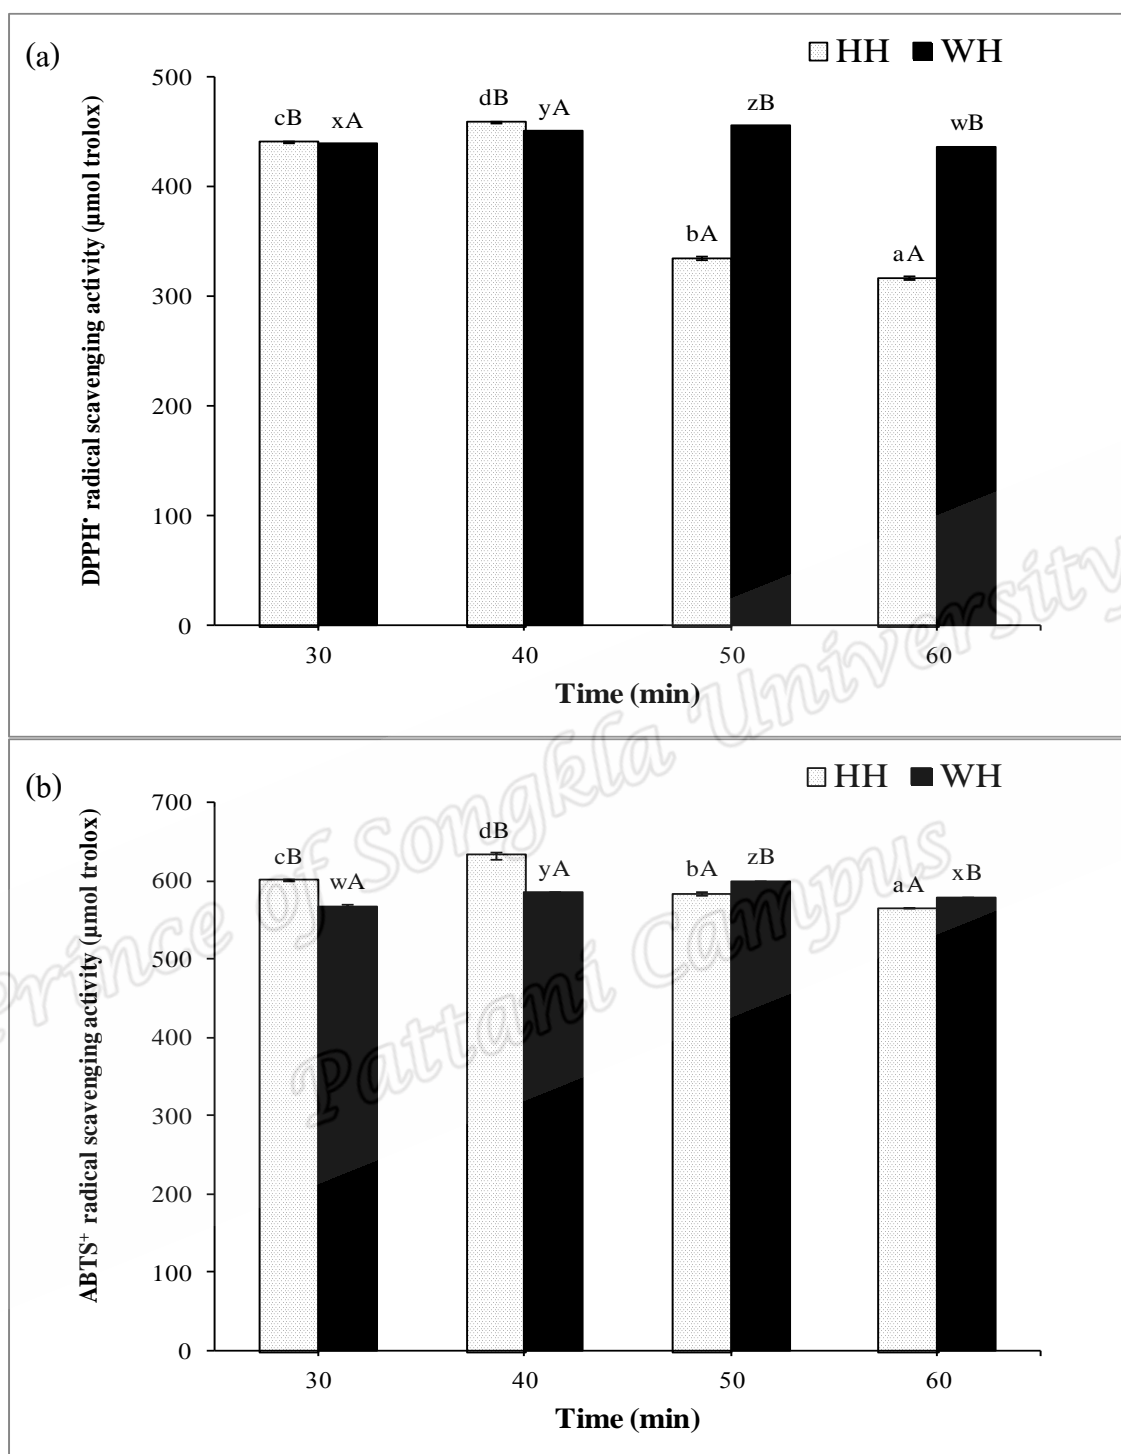 (a)
HH WH
DPPH• radical scavenging activity (µmol trolox)
500
400
300
200
100
0
cB xA dB yA bA zB aA wB
30 40 50 60
Time (min)
(b)
HH WH
ABTS+ radical scavenging activity (µmol trolox)
700
600
500
400
300
200
100
0
cB wA dB yA bA zB aA xB
30 40 50 60
Time (min)
Prince of Songkla University
Pattani Campus